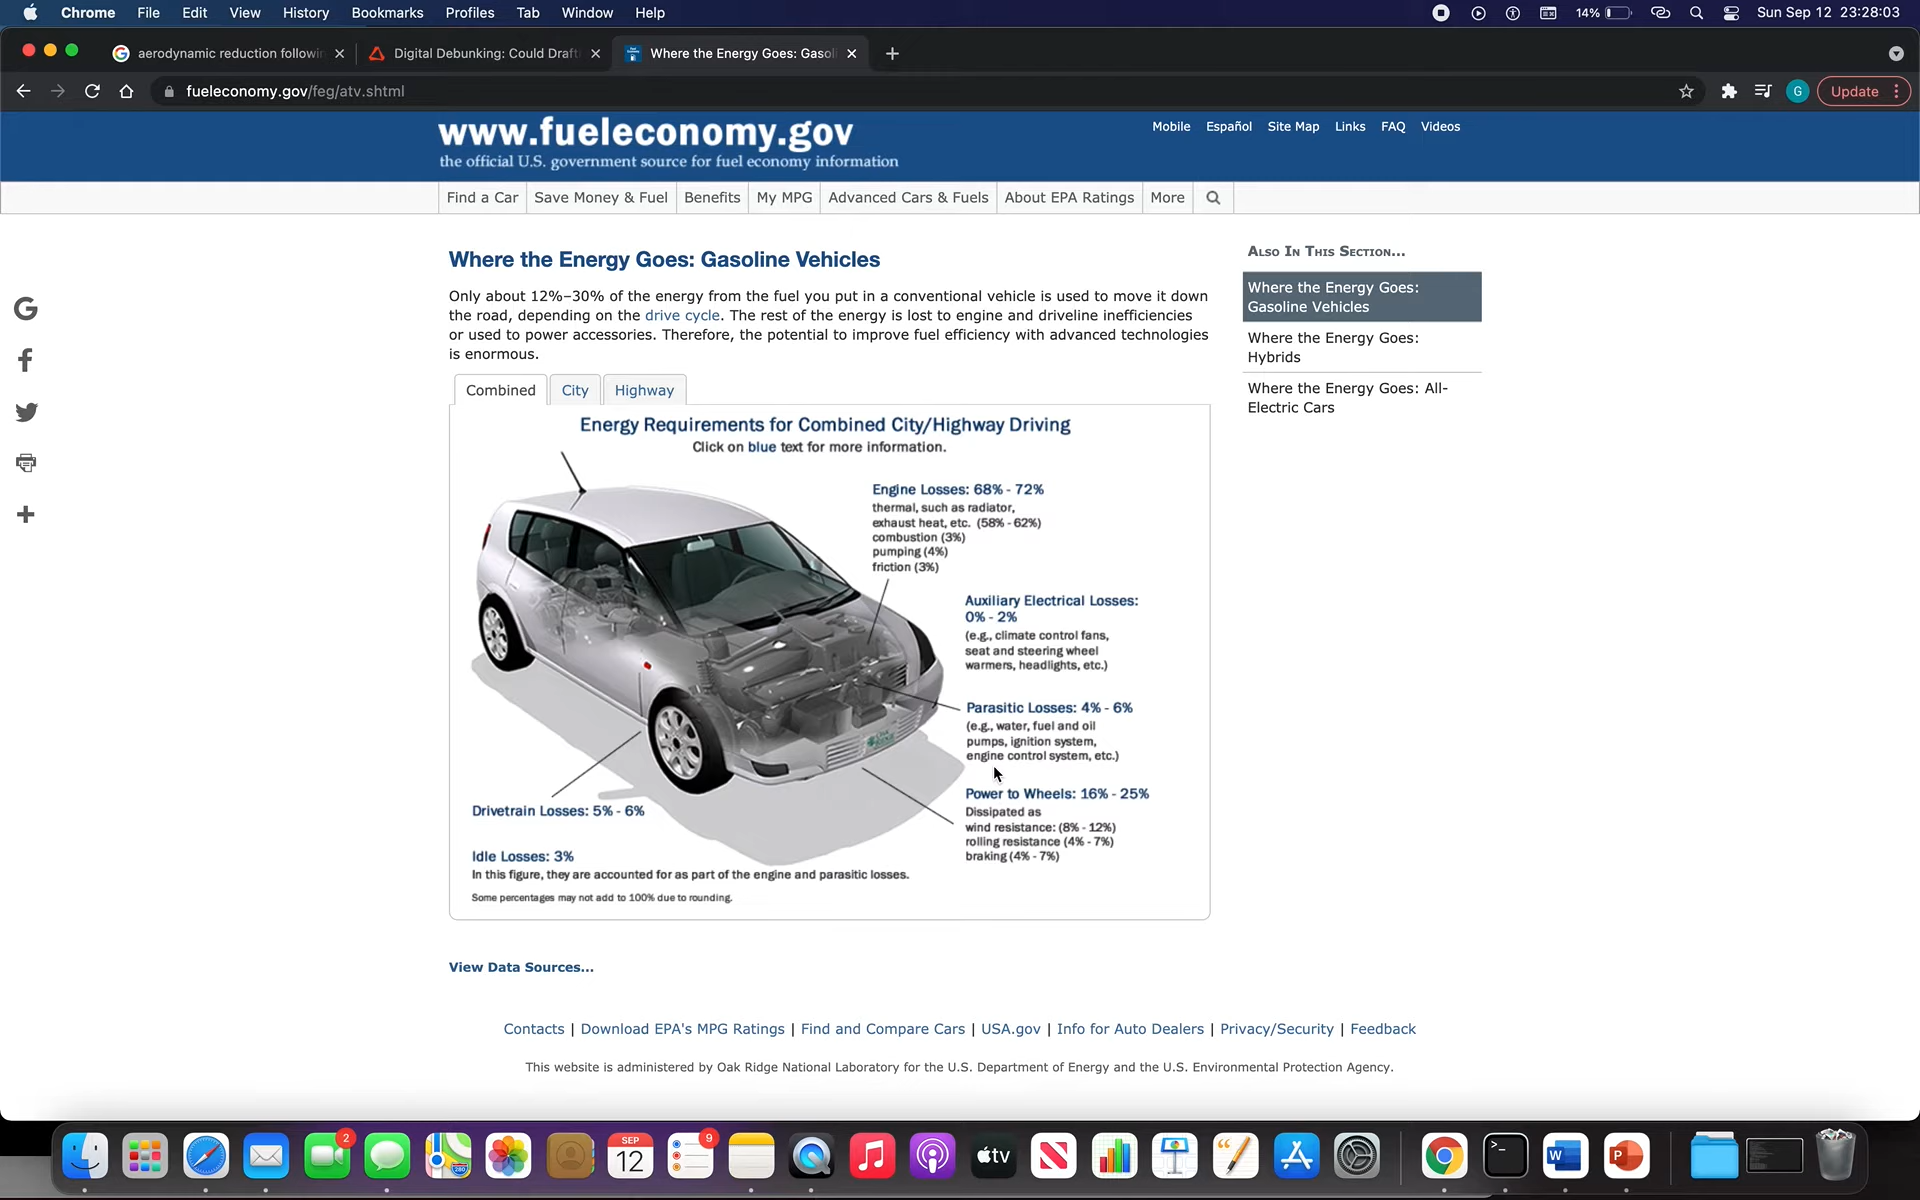 Chrome File Edit View History Bookmarks Profiles Tab Window Help 14% Sun Sep 12 23:28:03
aerodynamic reduction followin Digital Debunking: Could Draft Where the Energy Goes: Gasol
fueleconomy.gov/feg/atv.shtml G Update
www.fueleconomy.gov
the official U.S. government source for fuel economy information
Mobile Español Site Map Links FAQ Videos
Find a Car Save Money & Fuel Benefits My MPG Advanced Cars & Fuels About EPA Ratings More
Where the Energy Goes: Gasoline Vehicles
Only about 12%–30% of the energy from the fuel you put in a conventional vehicle is used to move it down
the road, depending on the drive cycle. The rest of the energy is lost to engine and driveline inefficiencies
or used to power accessories. Therefore, the potential to improve fuel efficiency with advanced technologies
is enormous.
Combined City Highway
Energy Requirements for Combined City/Highway Driving
Click on blue text for more information.
Engine Losses: 68% - 72%
thermal, such as radiator,
exhaust heat, etc. (58% - 62%)
combustion (3%)
pumping (4%)
friction (3%)
Auxiliary Electrical Losses:
0% - 2%
(e.g., climate control fans,
seat and steering wheel
warmers, headlights, etc.)
Parasitic Losses: 4% - 6%
(e.g., water, fuel and oil
pumps, ignition system,
engine control system, etc.)
Power to Wheels: 16% - 25%
Dissipated as
wind resistance: (8% - 12%)
rolling resistance (4% - 7%)
braking (4% - 7%)
Drivetrain Losses: 5% - 6%
Idle Losses: 3%
In this figure, they are accounted for as part of the engine and parasitic losses.
Some percentages may not add to 100% due to rounding.
Also In This Section...
Where the Energy Goes:
Gasoline Vehicles
Where the Energy Goes:
Hybrids
Where the Energy Goes: All-
Electric Cars
View Data Sources...
Contacts | Download EPA's MPG Ratings | Find and Compare Cars | USA.gov | Info for Auto Dealers | Privacy/Security | Feedback
This website is administered by Oak Ridge National Laboratory for the U.S. Department of Energy and the U.S. Environmental Protection Agency.
2 SEP 12 9 tv W P